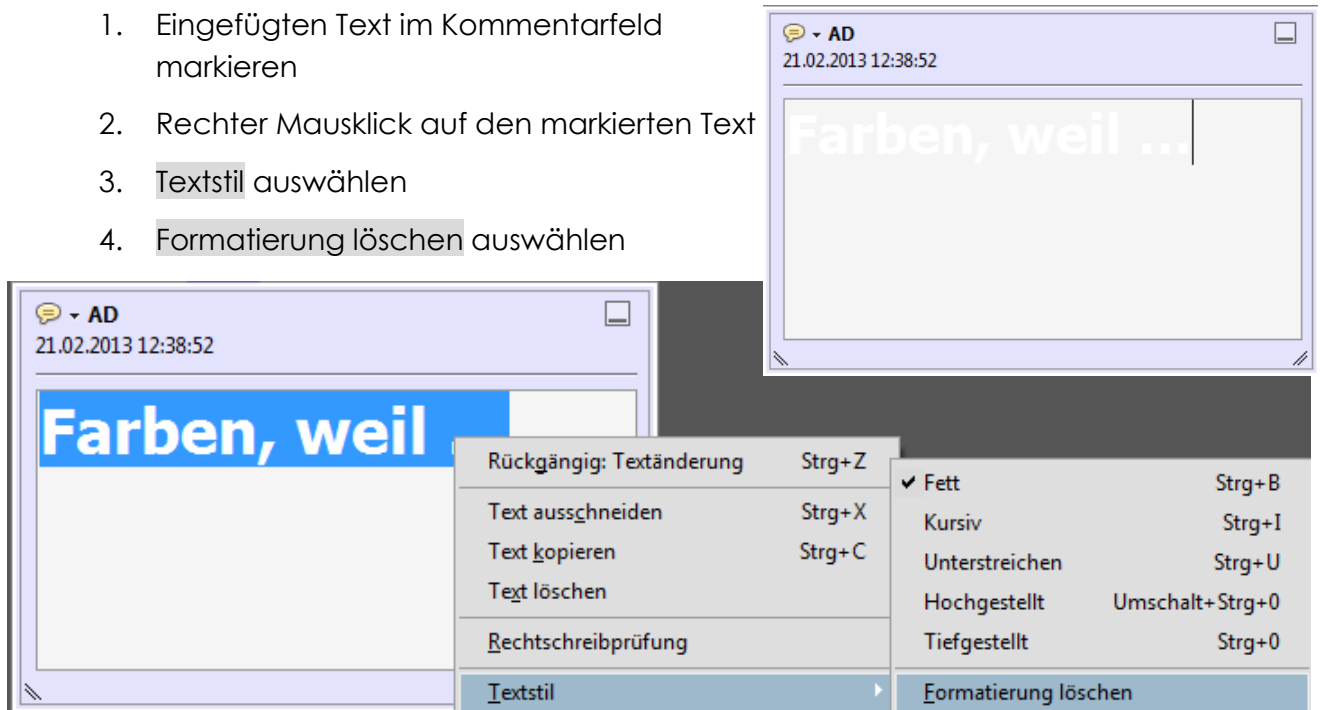 1. Eingefügten Text im Kommentarfeld
markieren
2. Rechter Mausklick auf den markierten Text
3. Textstil auswählen
4. Formatierung löschen auswählen
AD
21.02.2013 12:38:52
Farben, weil ...
AD
21.02.2013 12:38:52
Farben, weil
Rückgängig: Textänderung Strg+Z
Text ausschneiden Strg+X
Text kopieren Strg+C
Text löschen
Rechtschreibprüfung
Textstil
Fett Strg+B
Kursiv Strg+I
Unterstreichen Strg+U
Hochgestellt Umschalt+Strg+0
Tiefgestellt Strg+0
Formatierung löschen